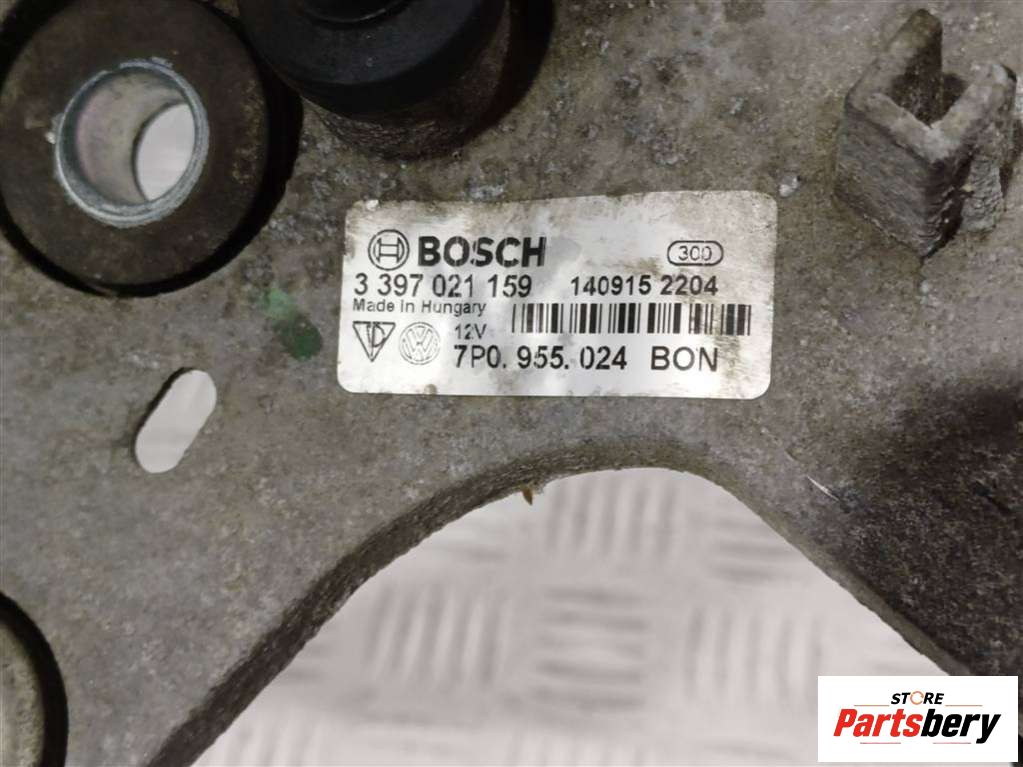 BOSCH 300
3 397 021 159 140915 2204
Made in Hungary
12V
7P0. 955. 024 BON
STORE
Partsbery